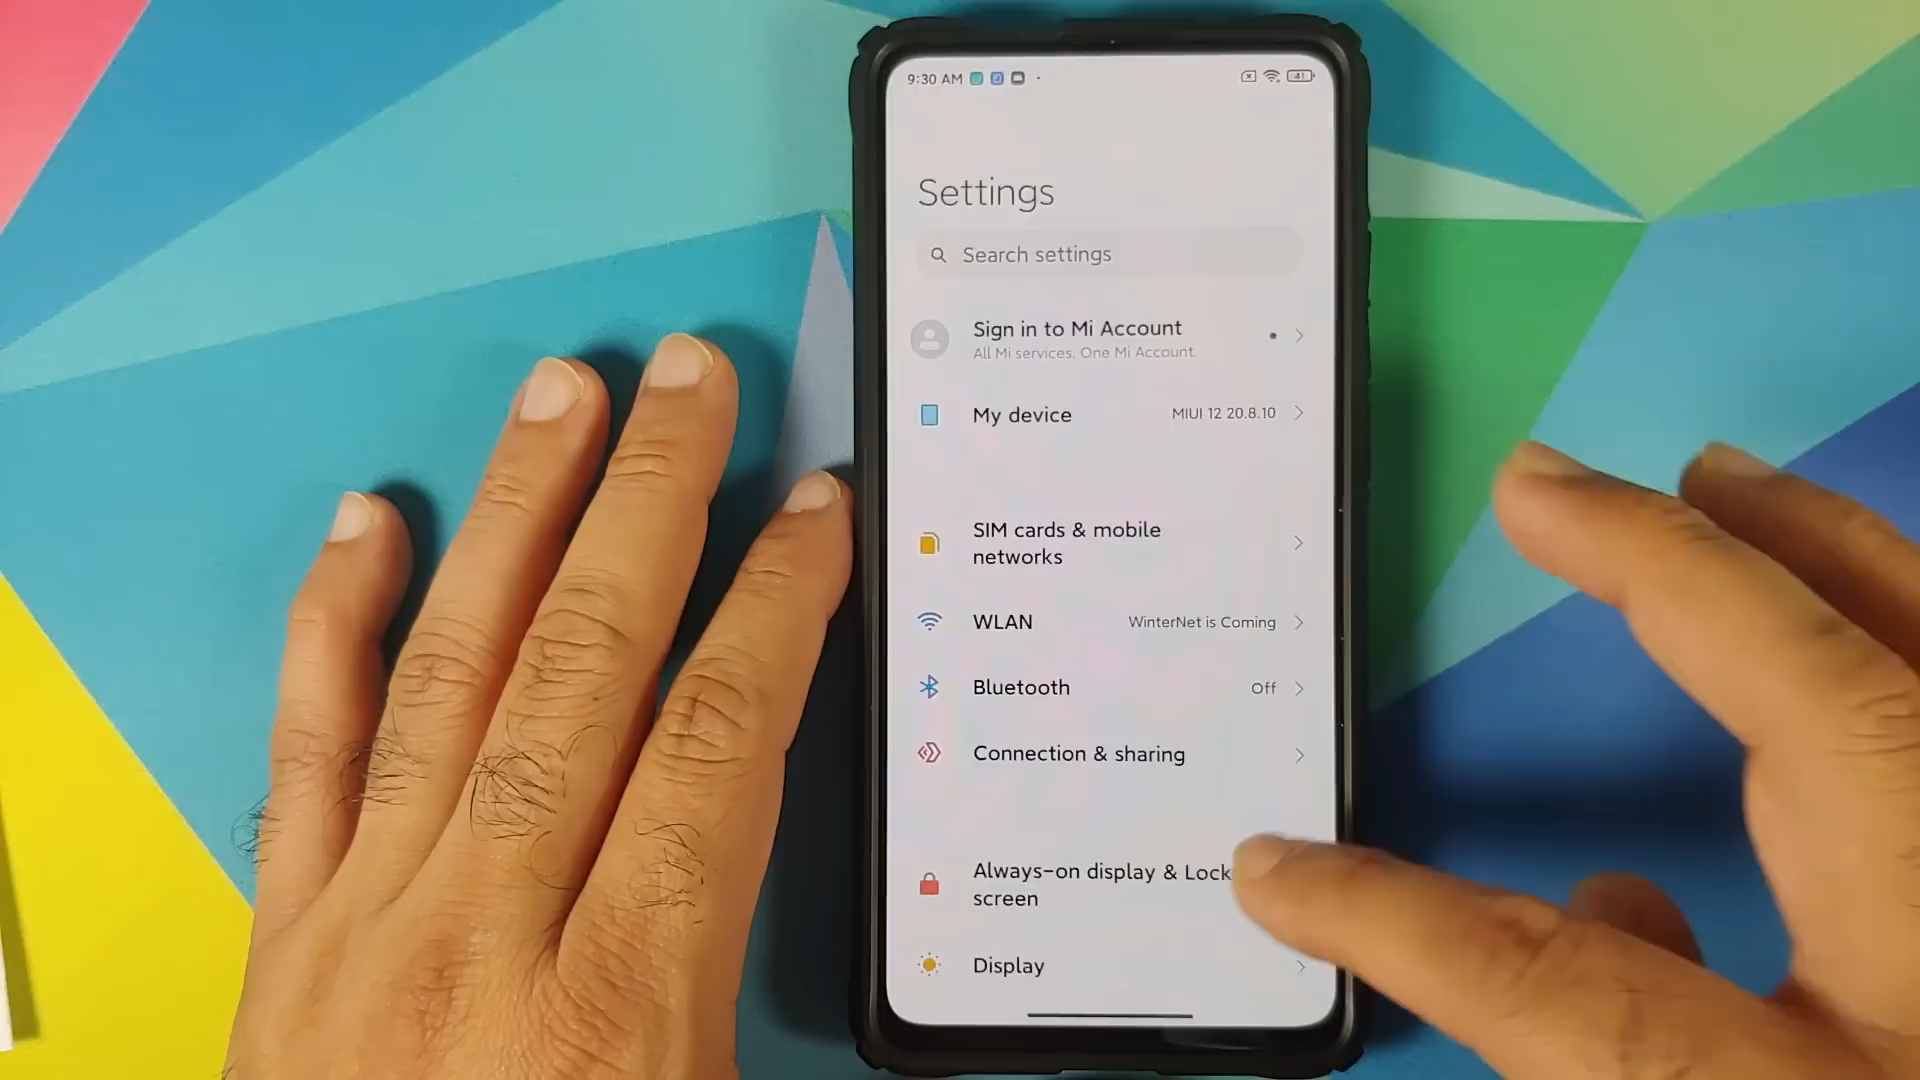 9:30 AM
41
Settings
Search settings
Sign in to Mi Account
All Mi services. One Mi Account.
My device
MIUI 12 20.8.10
SIM cards & mobile
networks
WLAN
WinterNet is Coming
Bluetooth
Off
Connection & sharing
Always-on display & Lock
screen
Display